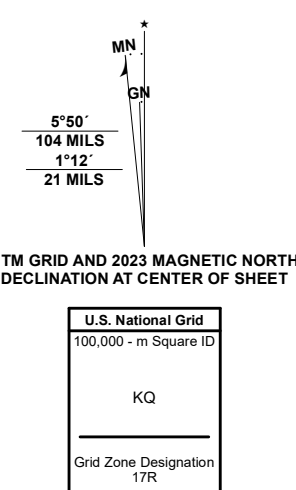 MN
GN
5°50´
104 MILS
1°12´
21 MILS
TM GRID AND 2023 MAGNETIC NORTH
DECLINATION AT CENTER OF SHEET
U.S. National Grid
100,000 - m Square ID
KQ
Grid Zone Designation
17R